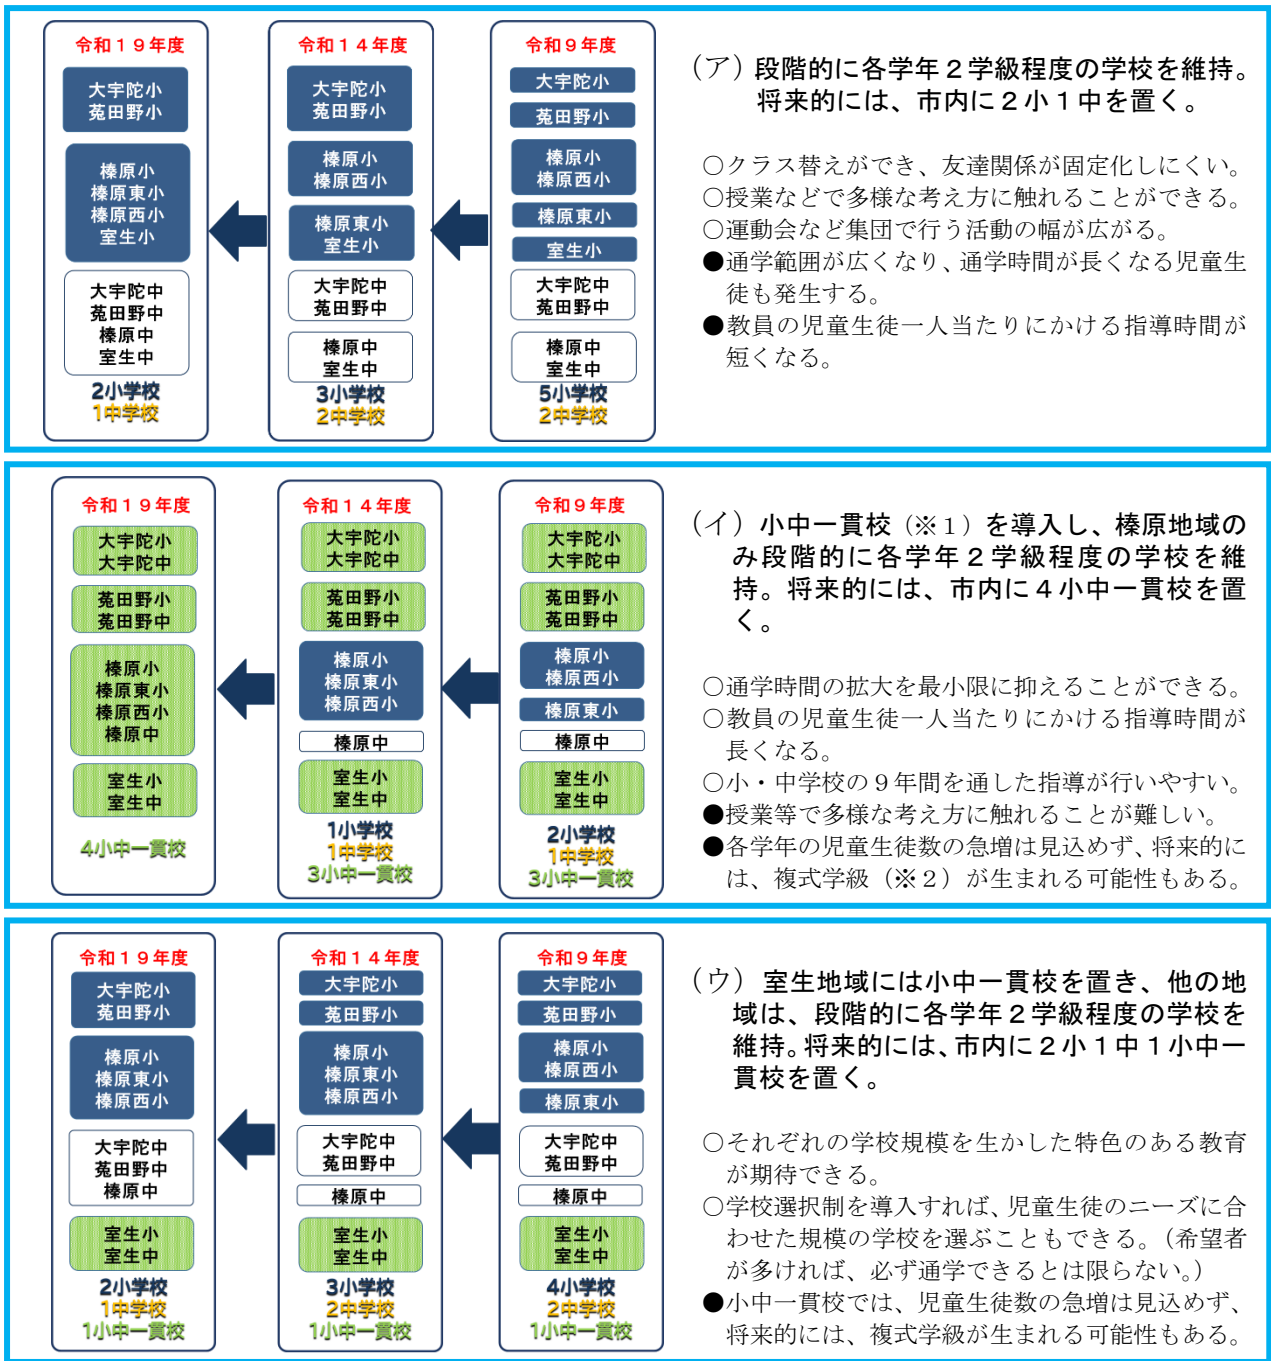 令和１９年度
大宇陀小
菟田野小
榛原小
榛原東小
榛原西小
室生小
大宇陀中
菟田野中
榛原中
室生中
2小学校
1中学校
令和１４年度
大宇陀小
菟田野小
榛原小
榛原西小
榛原東小
室生小
大宇陀中
菟田野中
榛原中
室生中
3小学校
2中学校
令和９年度
大宇陀小
菟田野小
榛原小
榛原西小
榛原東小
室生小
大宇陀中
菟田野中
榛原中
室生中
5小学校
2中学校
（ア）段階的に各学年２学級程度の学校を維持。
将来的には、市内に２小１中を置く。
○クラス替えができ、友達関係が固定化しにくい。
○授業などで多様な考え方に触れることができる。
○運動会など集団で行う活動の幅が広がる。
●通学範囲が広くなり、通学時間が長くなる児童生
徒も発生する。
●教員の児童生徒一人当たりにかける指導時間が
短くなる。
令和１９年度
大宇陀小
大宇陀中
菟田野小
菟田野中
榛原小
榛原東小
榛原西小
榛原中
室生小
室生中
4小中一貫校
令和１４年度
大宇陀小
大宇陀中
菟田野小
菟田野中
榛原小
榛原東小
榛原西小
榛原中
室生小
室生中
1小学校
1中学校
3小中一貫校
令和９年度
大宇陀小
大宇陀中
菟田野小
菟田野中
榛原小
榛原西小
榛原東小
榛原中
室生小
室生中
2小学校
1中学校
3小中一貫校
（イ）小中一貫校（※１）を導入し、榛原地域の
み段階的に各学年２学級程度の学校を維
持。将来的には、市内に４小中一貫校を置
く。
○通学時間の拡大を最小限に抑えることができる。
○教員の児童生徒一人当たりにかける指導時間が
長くなる。
○小・中学校の９年間を通した指導が行いやすい。
●授業等で多様な考え方に触れることが難しい。
●各学年の児童生徒数の急増は見込めず、将来的に
は、複式学級（※２）が生まれる可能性もある。
令和１９年度
大宇陀小
菟田野小
榛原小
榛原東小
榛原西小
大宇陀中
菟田野中
榛原中
室生小
室生中
2小学校
1中学校
1小中一貫校
令和１４年度
大宇陀小
菟田野小
榛原小
榛原東小
榛原西小
大宇陀中
菟田野中
榛原中
室生小
室生中
3小学校
2中学校
1小中一貫校
令和９年度
大宇陀小
菟田野小
榛原小
榛原西小
榛原東小
大宇陀中
菟田野中
榛原中
室生小
室生中
4小学校
2中学校
1小中一貫校
（ウ）室生地域には小中一貫校を置き、他の地
域は、段階的に各学年２学級程度の学校を
維持。将来的には、市内に２小１中１小中一
貫校を置く。
○それぞれの学校規模を生かした特色のある教育
が期待できる。
○学校選択制を導入すれば、児童生徒のニーズに合
わせた規模の学校を選ぶこともできる。（希望者
が多ければ、必ず通学できるとは限らない。）
●小中一貫校では、児童生徒数の急増は見込めず、
将来的には、複式学級が生まれる可能性もある。